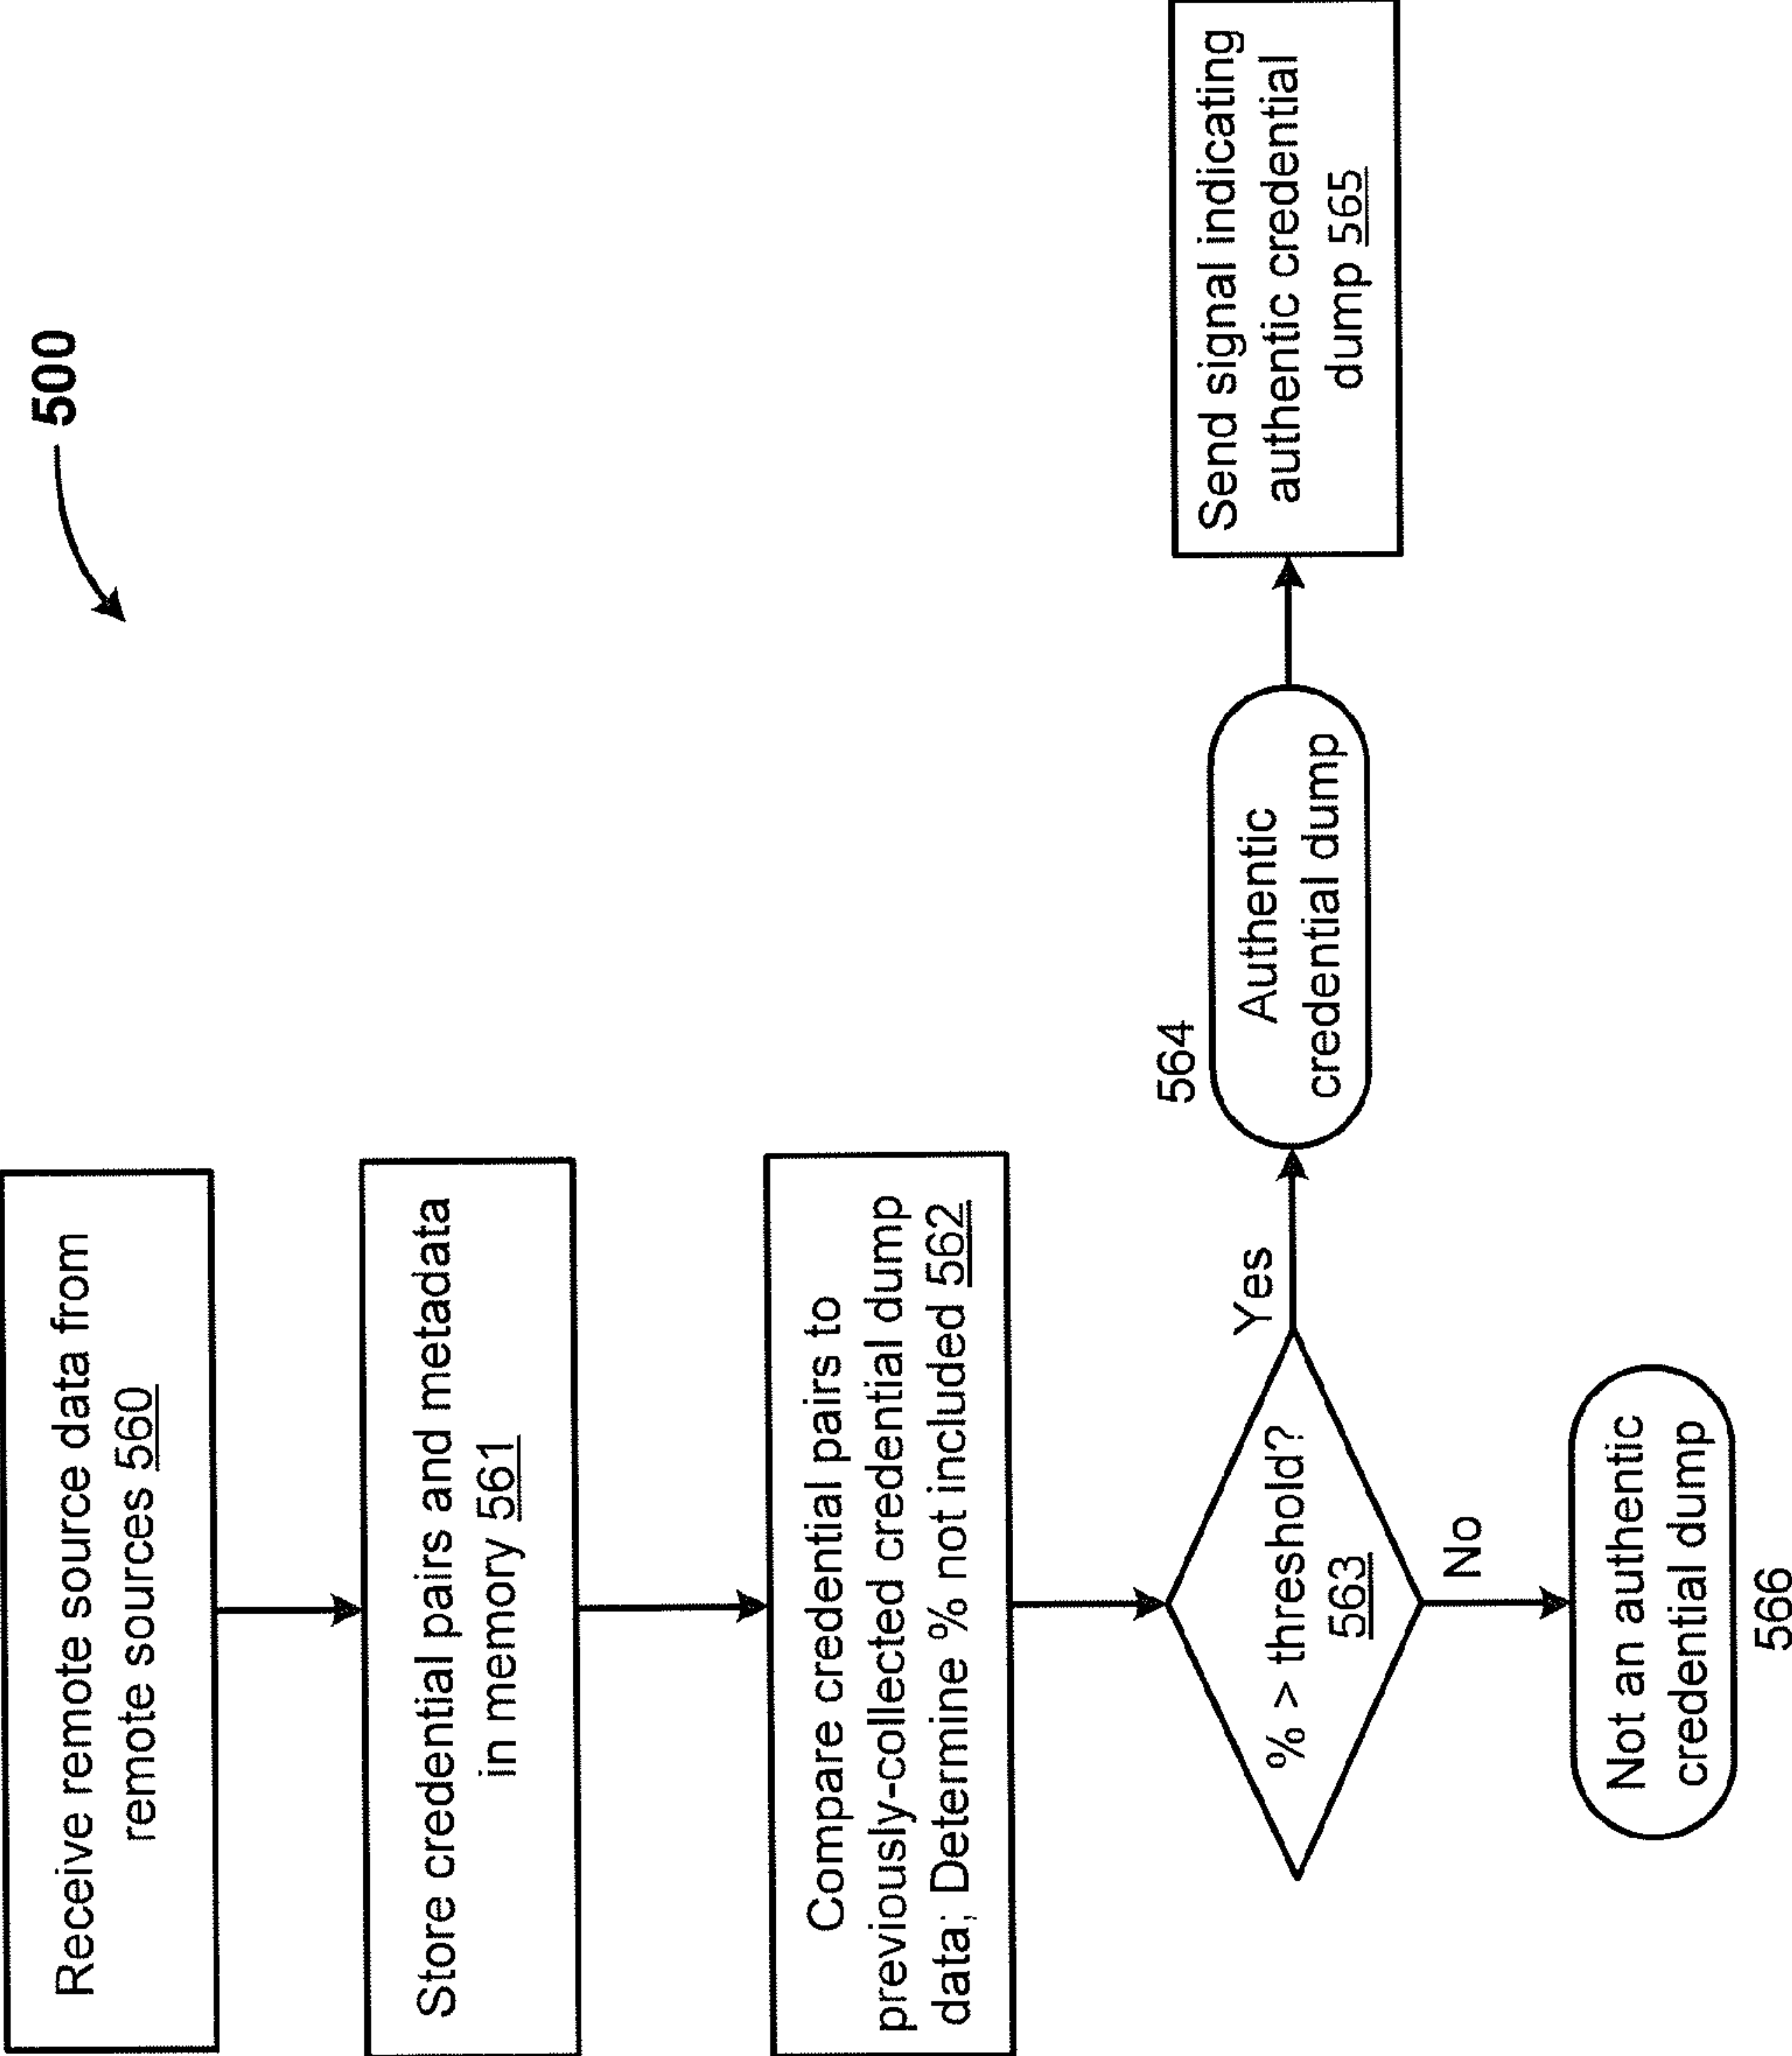 500
Receive remote source data from
remote sources 560
Store credential pairs and metadata
in memory 561
Compare credential pairs to
previously-collected credential dump
data; Determine % not included 562
% > threshold?
563
Yes
564
Authentic
credential dump
Send signal indicating
authentic credential
dump 565
No
Not an authentic
credential dump
566